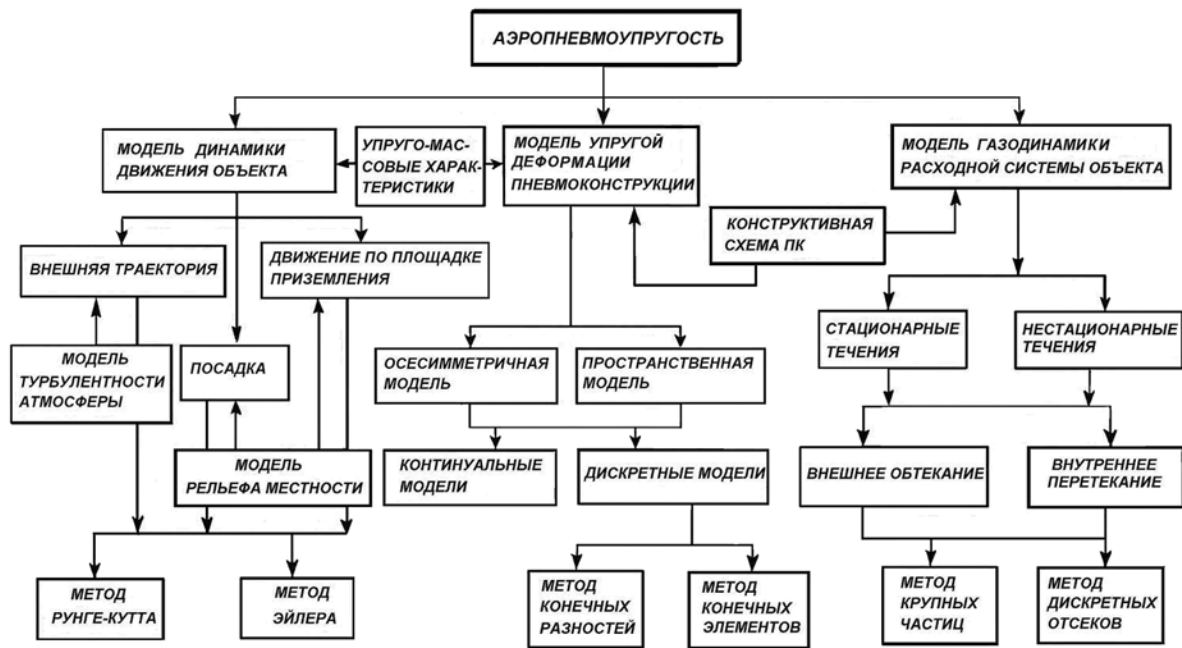 АЭРОПНЕВМОУПРУГОСТЬ
МОДЕЛЬ ДИНАМИКИ
ДВИЖЕНИЯ ОБЪЕКТА
УПРУГО-МАС-
СОВЫЕ ХАРАК-
ТЕРИСТИКИ
МОДЕЛЬ УПРУГОЙ
ДЕФОРМАЦИИ
ПНЕВМОКОНСТРУКЦИИ
МОДЕЛЬ ГАЗОДИНАМИКИ
РАСХОДНОЙ СИСТЕМЫ ОБЪЕКТА
КОНСТРУКТИВНАЯ
СХЕМА ПК
ВНЕШНЯЯ ТРАЕКТОРИЯ
ДВИЖЕНИЕ ПО ПЛОЩАДКЕ
ПРИЗЕМЛЕНИЯ
СТАЦИОНАРНЫЕ
ТЕЧЕНИЯ
НЕСТАЦИОНАРНЫЕ
ТЕЧЕНИЯ
МОДЕЛЬ
ТУРБУЛЕНТНОСТИ
АТМОСФЕРЫ
ПОСАДКА
ОСЕСИММЕТРИЧНАЯ
МОДЕЛЬ
ПРОСТРАНСТВЕННАЯ
МОДЕЛЬ
МОДЕЛЬ
РЕЛЬЕФА МЕСТНОСТИ
КОНТИНУАЛЬНЫЕ
МОДЕЛИ
ДИСКРЕТНЫЕ МОДЕЛИ
ВНЕШНЕЕ ОБТЕКАНИЕ
ВНУТРЕННЕЕ
ПЕРЕТЕКАНИЕ
МЕТОД
РУНГЕ-КУТТА
МЕТОД
ЭЙЛЕРА
МЕТОД
КОНЕЧНЫХ
РАЗНОСТЕЙ
МЕТОД
КОНЕЧНЫХ
ЭЛЕМЕНТОВ
МЕТОД
КРУПНЫХ
ЧАСТИЦ
МЕТОД
ДИСКРЕТНЫХ
ОТСЕКОВ